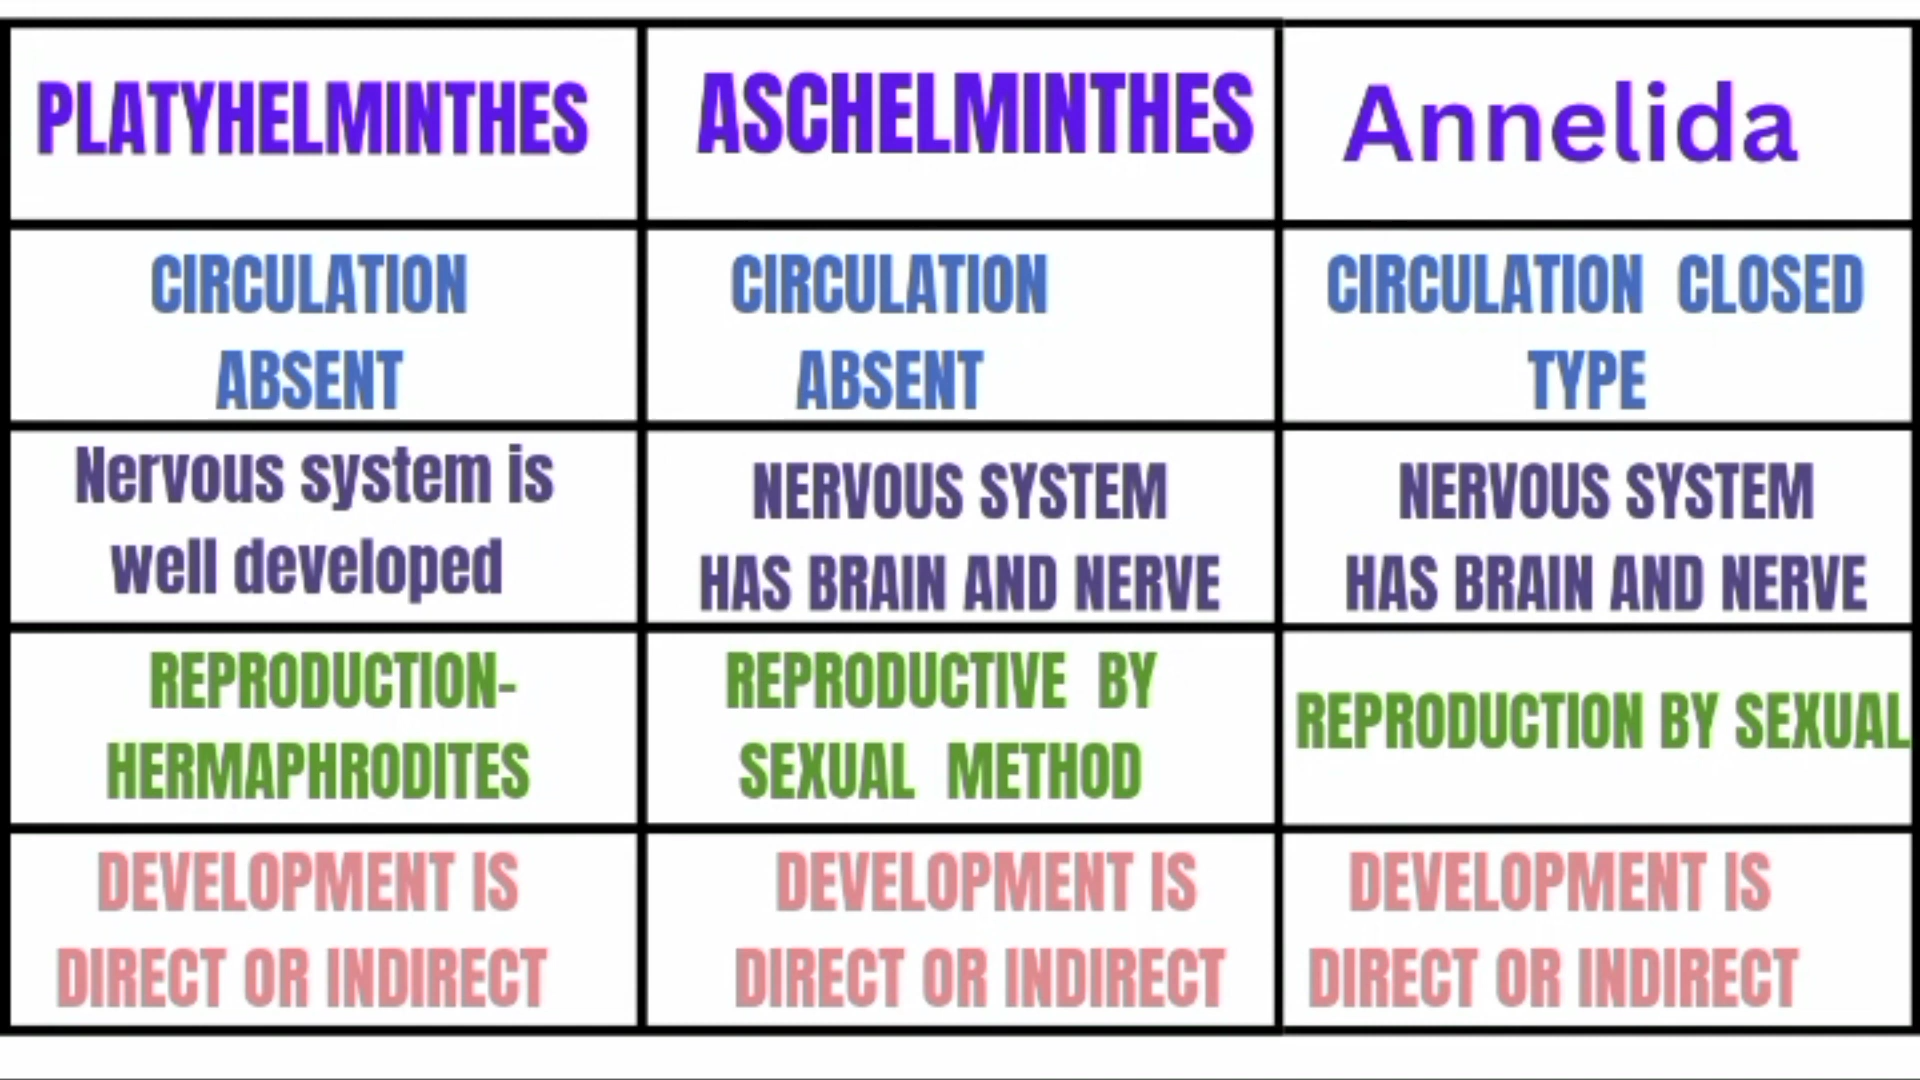 PLATYHELMINTHES
ASCHELMINTHES
Annelida
CIRCULATION
ABSENT
CIRCULATION
ABSENT
CIRCULATION CLOSED
TYPE
Nervous system is
well developed
NERVOUS SYSTEM
HAS BRAIN AND NERVE
NERVOUS SYSTEM
HAS BRAIN AND NERVE
REPRODUCTION-
HERMAPHRODITES
REPRODUCTIVE BY
SEXUAL METHOD
REPRODUCTION BY SEXUAL
DEVELOPMENT IS
DIRECT OR INDIRECT
DEVELOPMENT IS
DIRECT OR INDIRECT
DEVELOPMENT IS
DIRECT OR INDIRECT